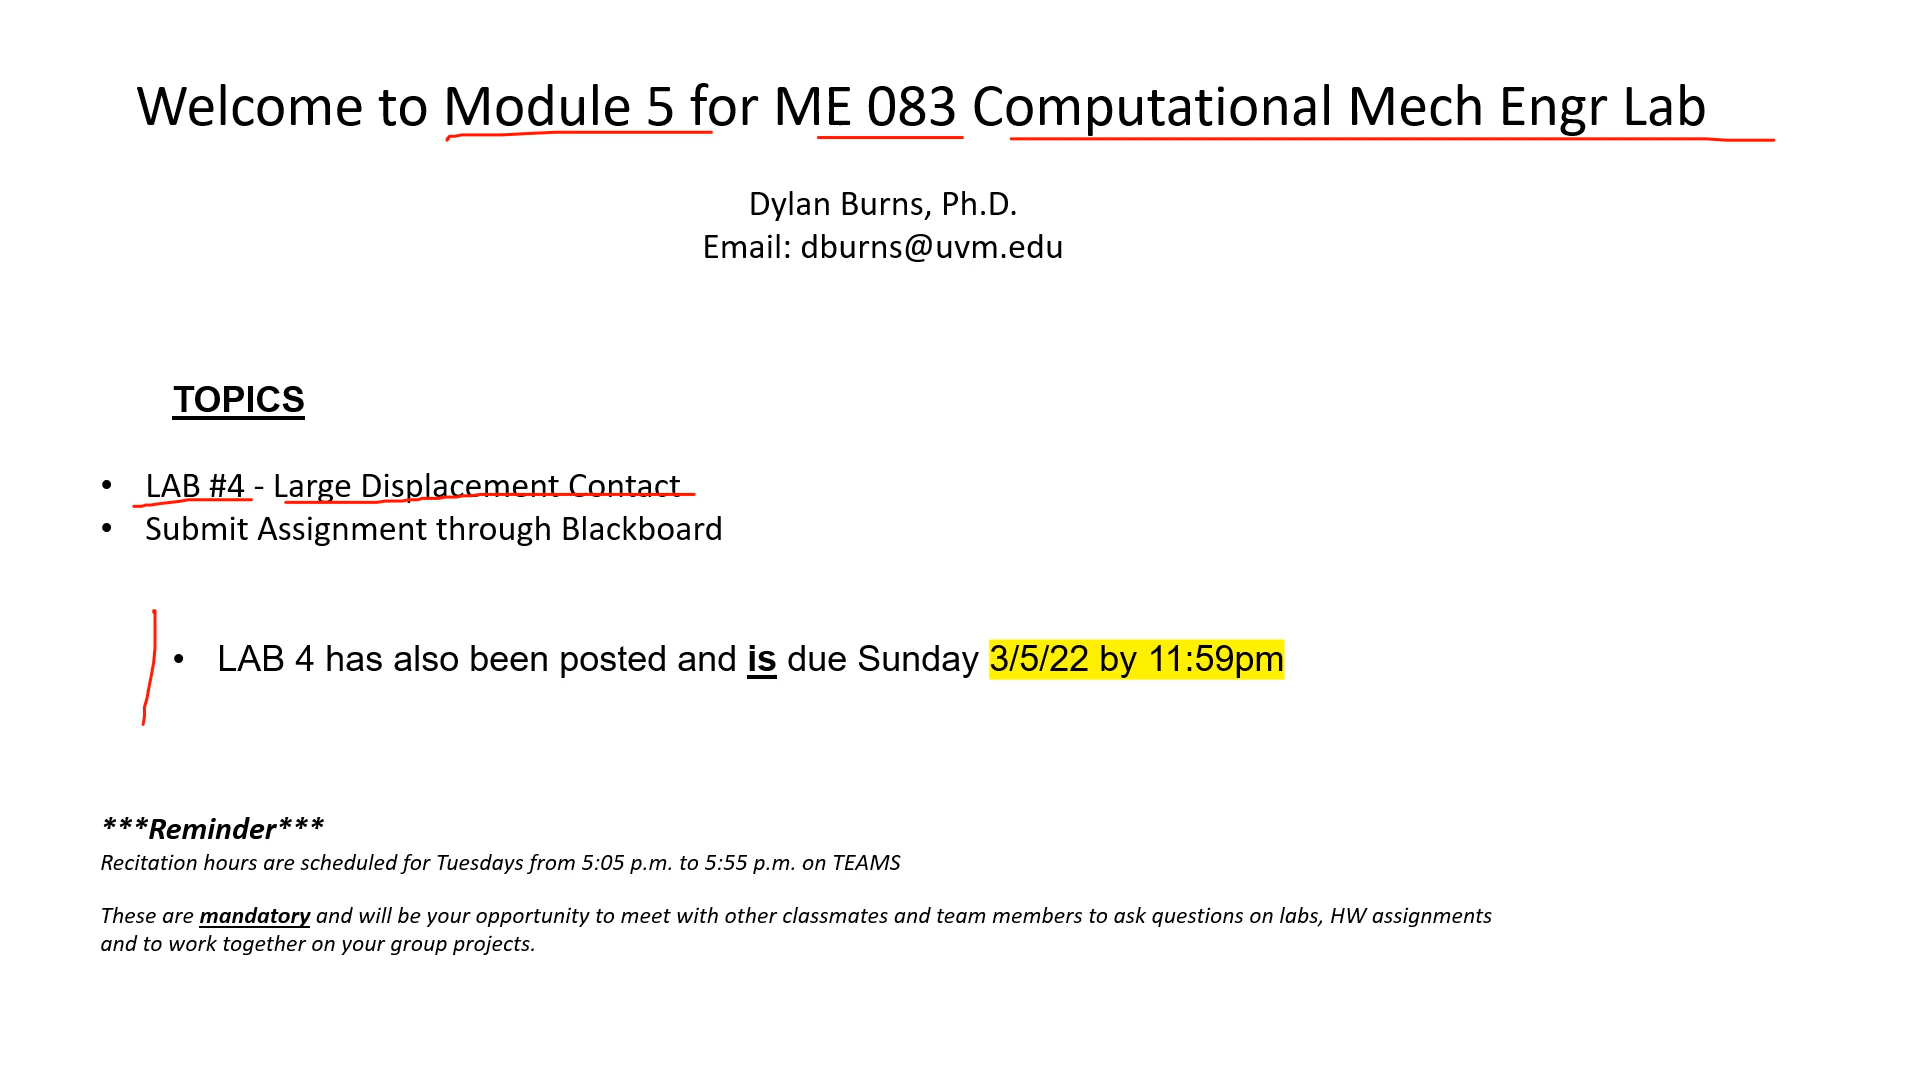 Welcome to Module 5 for ME 083 Computational Mech Engr Lab
Dylan Burns, Ph.D.
Email: dburns@uvm.edu
TOPICS
• LAB #4 - Large Displacement Contact
• Submit Assignment through Blackboard
• LAB 4 has also been posted and is due Sunday 3/5/22 by 11:59pm
***Reminder***
Recitation hours are scheduled for Tuesdays from 5:05 p.m. to 5:55 p.m. on TEAMS
These are mandatory and will be your opportunity to meet with other classmates and team members to ask questions on labs, HW assignments
and to work together on your group projects.